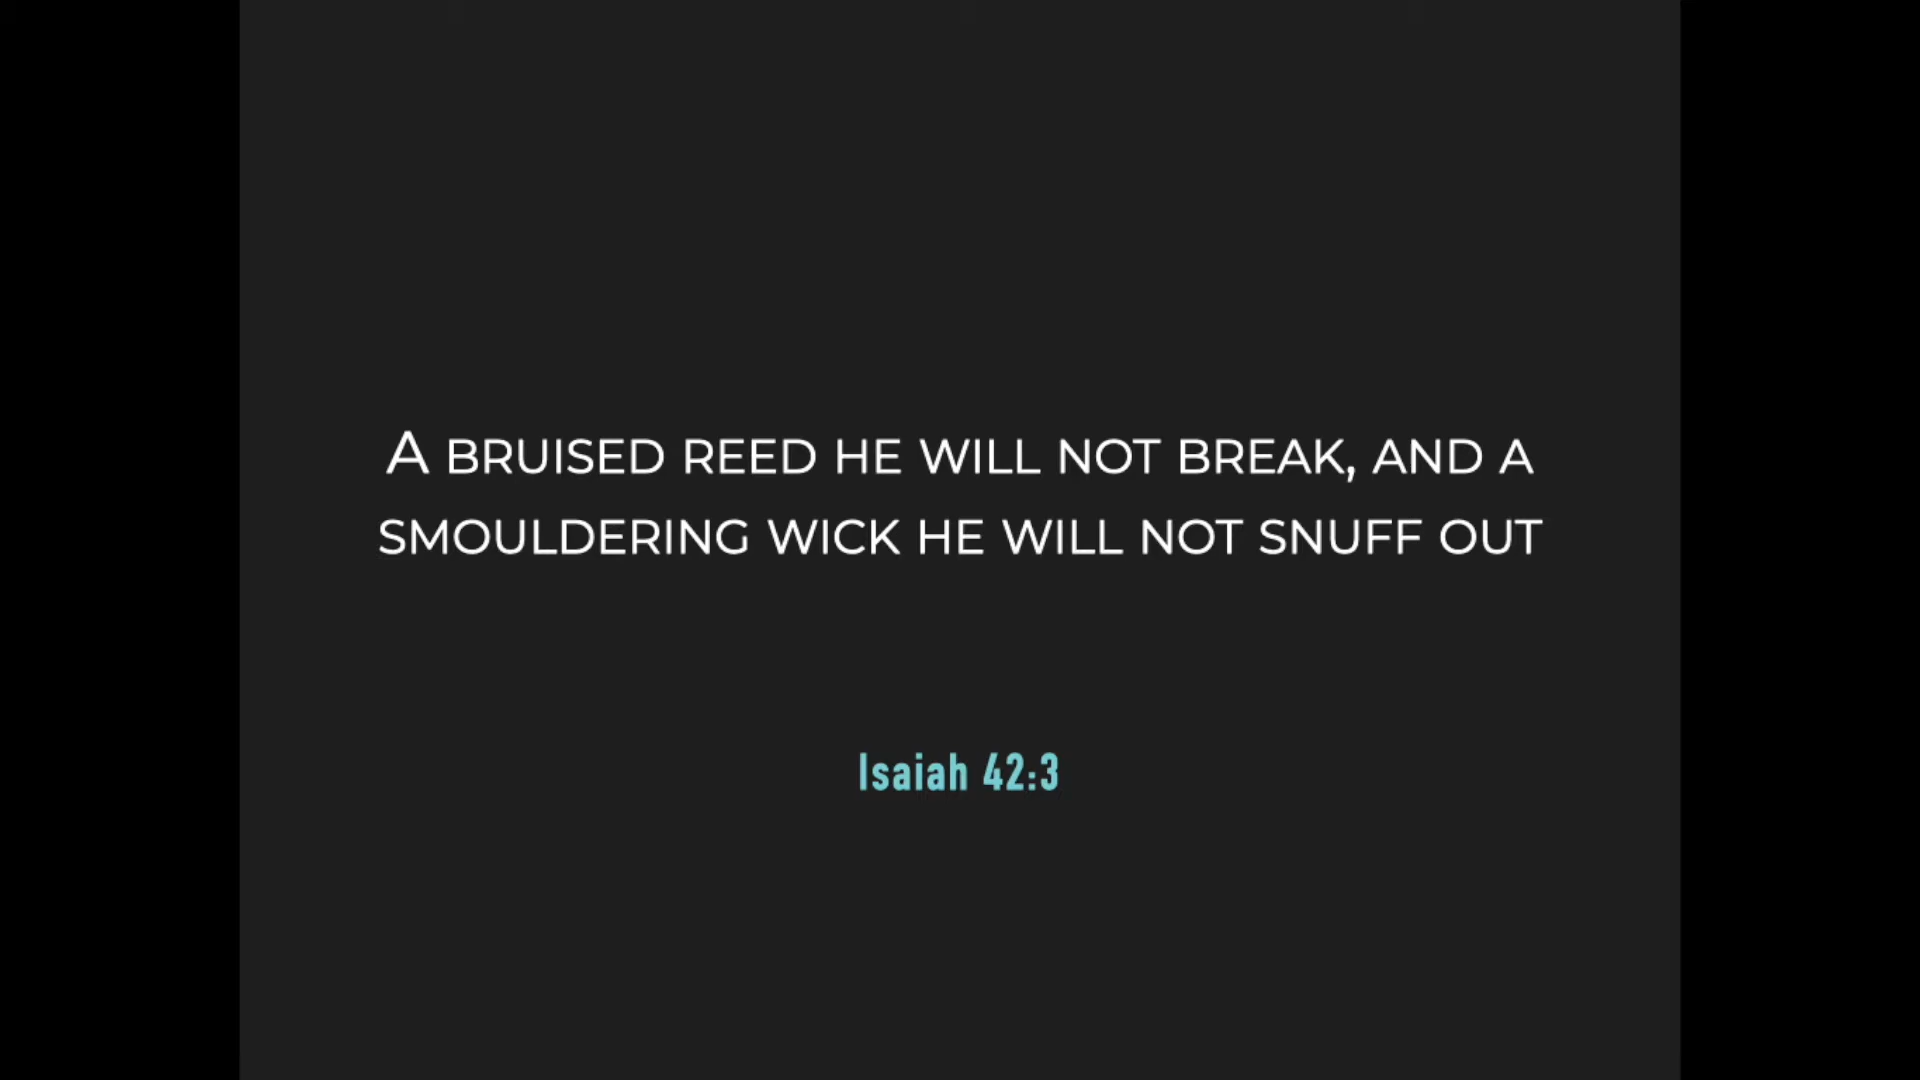 A BRUISED REED HE WILL NOT BREAK, AND A
SMOULDERING WICK HE WILL NOT SNUFF OUT
Isaiah 42:3